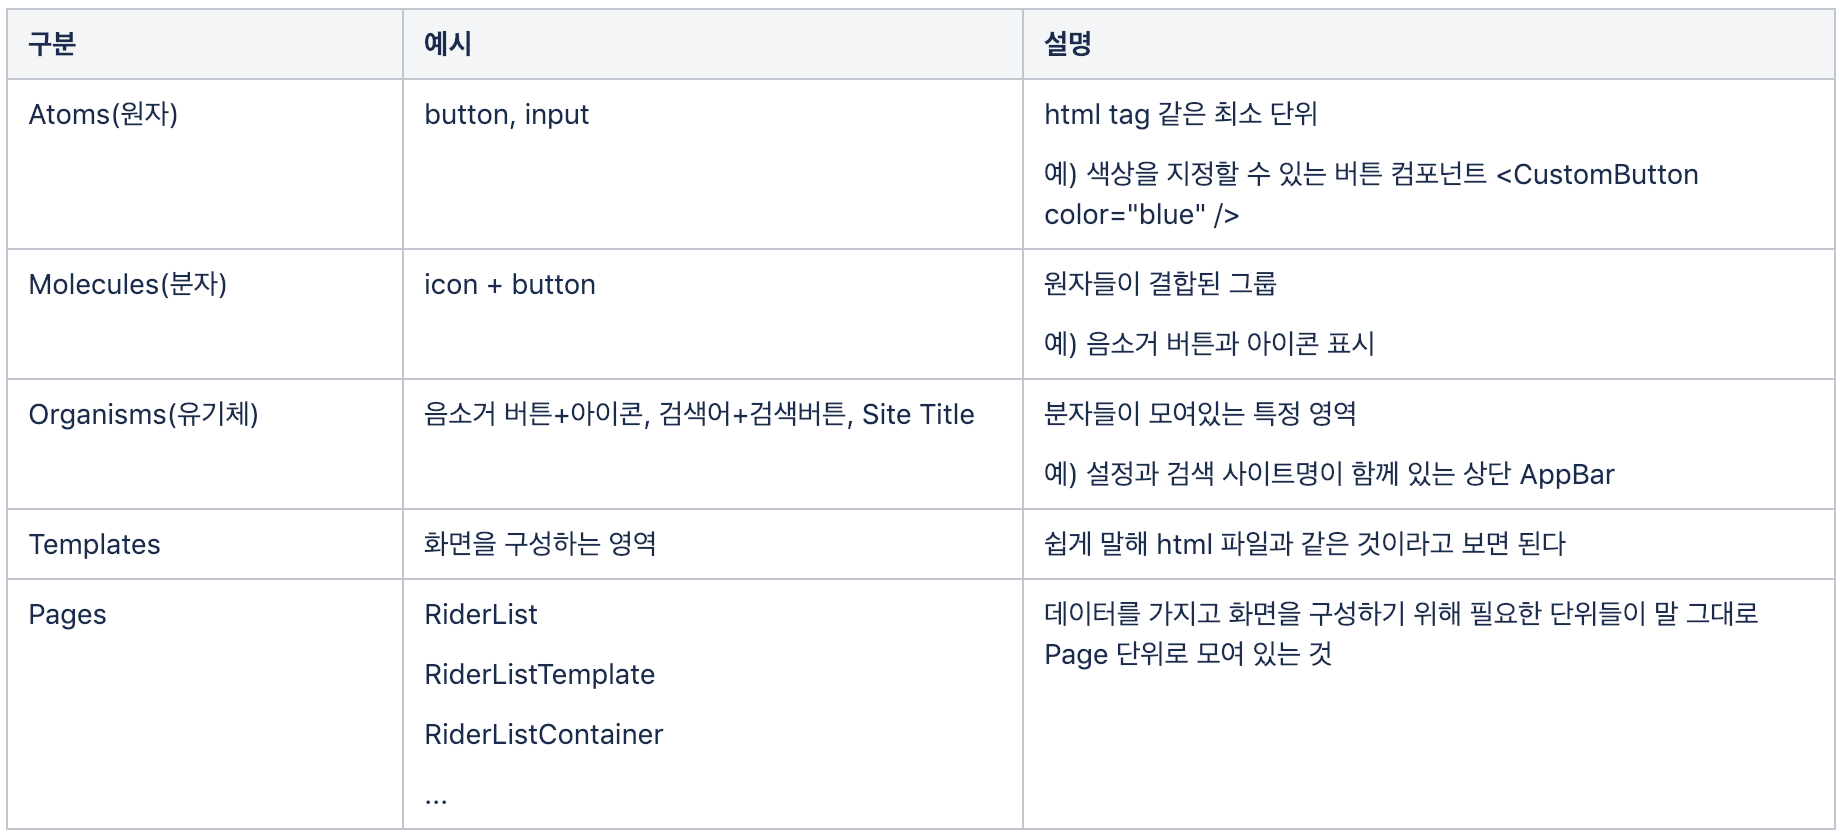 구분 예시 설명
Atoms(원자) button, input html tag 같은 최소 단위
예) 색상을 지정할 수 있는 버튼 컴포넌트 <CustomButton
color="blue" />
Molecules(분자) icon + button 원자들이 결합된 그룹
예) 음소거 버튼과 아이콘 표시
Organisms(유기체) 음소거 버튼+아이콘, 검색어+검색버튼, Site Title 분자들이 모여있는 특정 영역
예) 설정과 검색 사이트명이 함께 있는 상단 AppBar
Templates 화면을 구성하는 영역 쉽게 말해 html 파일과 같은 것이라고 보면 된다
Pages RiderList 데이터를 가지고 화면을 구성하기 위해 필요한 단위들이 말 그대로
Page 단위로 모여 있는 것
RiderListTemplate
RiderListContainer
...